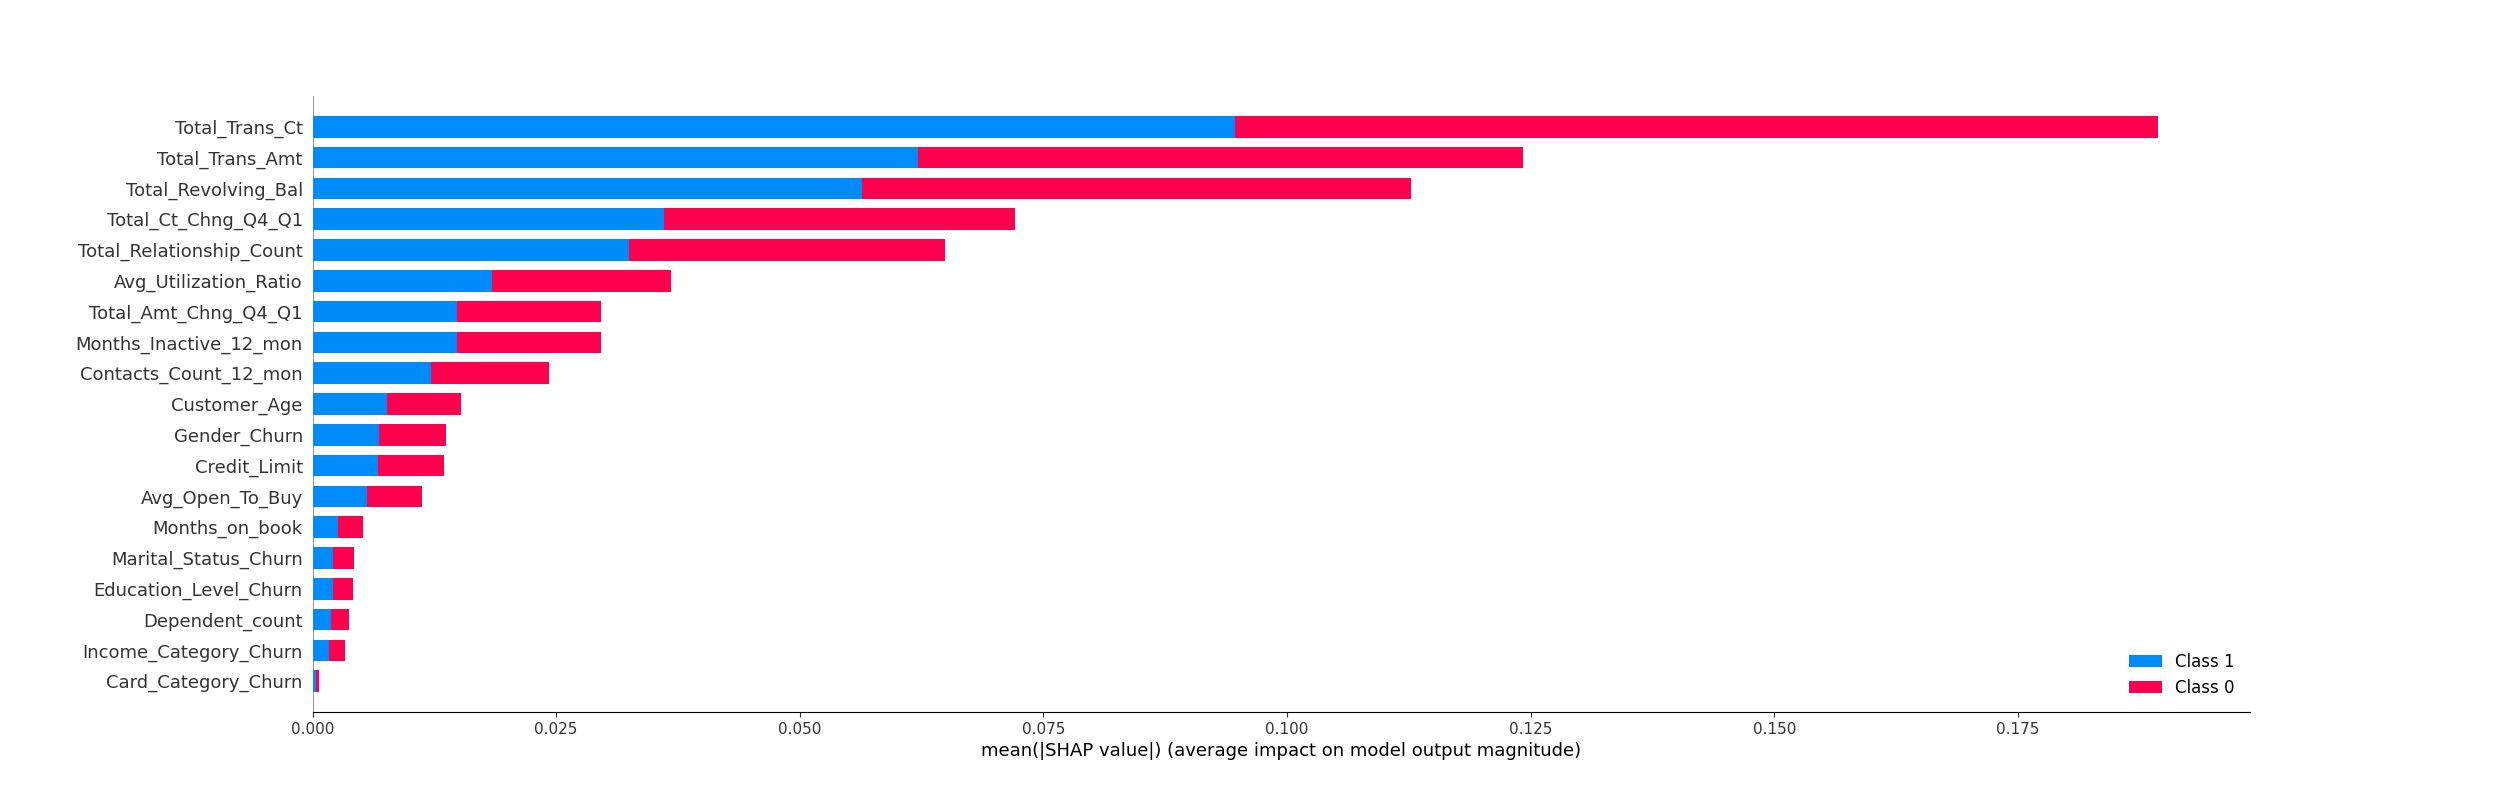 Total_Trans_Ct
Total_Trans_Amt
Total_Revolving_Bal
Total_Ct_Chng_Q4_Q1
Total_Relationship_Count
Avg_Utilization_Ratio
Total_Amt_Chng_Q4_Q1
Months_Inactive_12_mon
Contacts_Count_12_mon
Customer_Age
Gender_Churn
Credit_Limit
Avg_Open_To_Buy
Months_on_book
Marital_Status_Churn
Education_Level_Churn
Dependent_count
Income_Category_Churn
Card_Category_Churn
Class 1
Class 0
0.000 0.025 0.050 0.075 0.100 0.125 0.150 0.175
mean(|SHAP value|) (average impact on model output magnitude)